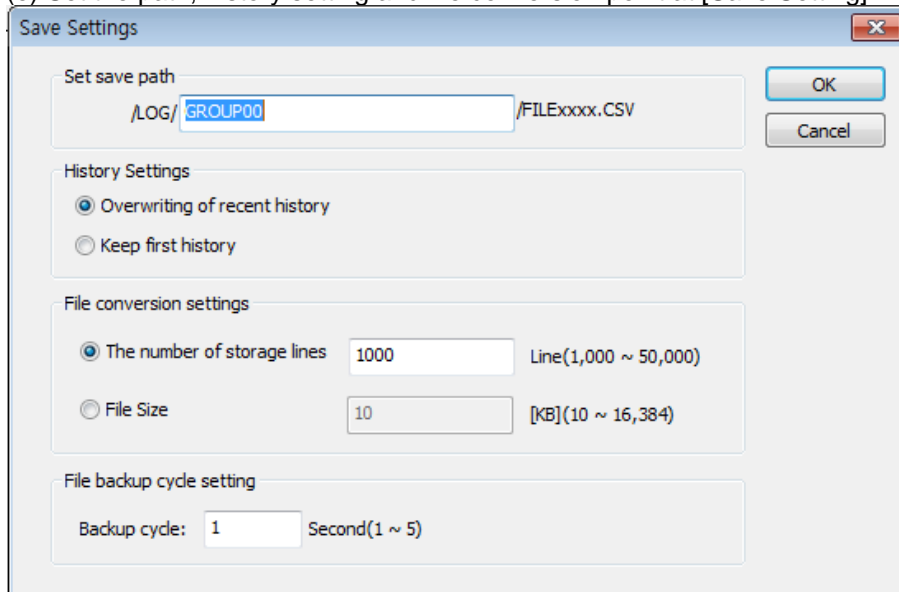 Save Settings
Set save path
/LOG/ GROUP00 /FILExxxx.CSV
OK
Cancel
History Settings
Overwriting of recent history
Keep first history
File conversion settings
The number of storage lines 1000 Line(1,000 ~ 50,000)
File Size 10 [KB](10 ~ 16,384)
File backup cycle setting
Backup cycle: 1 Second(1 ~ 5)